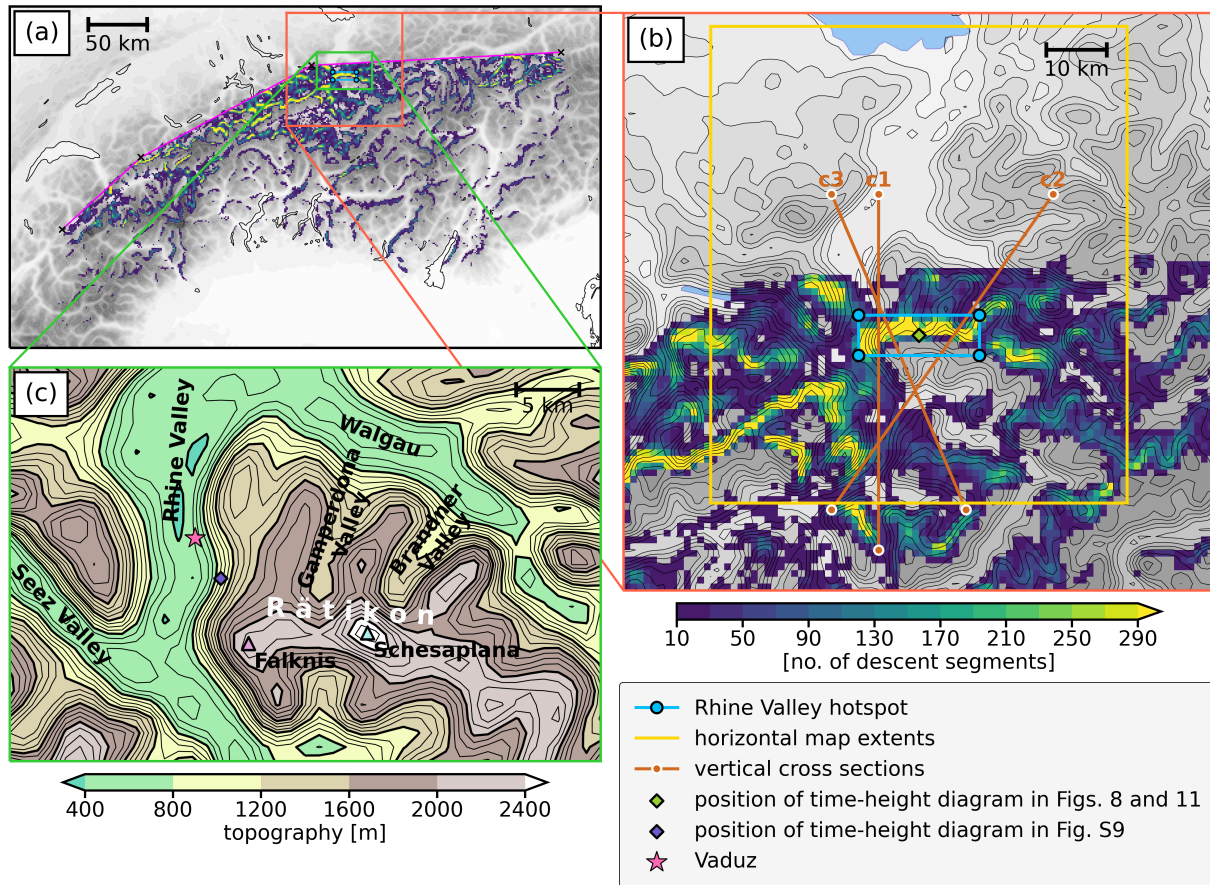 (a)
50 km
(b)
10 km
c3
c1
c2
(c)
5 km
Rhine Valley
Walgau
Gamperdona
Valley
Brandner
Valley
Seez Valley
Rätikon
Falknis
Schesaplana
10 50 90 130 170 210 250 290
[no. of descent segments]
400 800 1200 1600 2000 2400
topography [m]
Rhine Valley hotspot
horizontal map extents
vertical cross sections
position of time-height diagram in Figs. 8 and 11
position of time-height diagram in Fig. S9
Vaduz